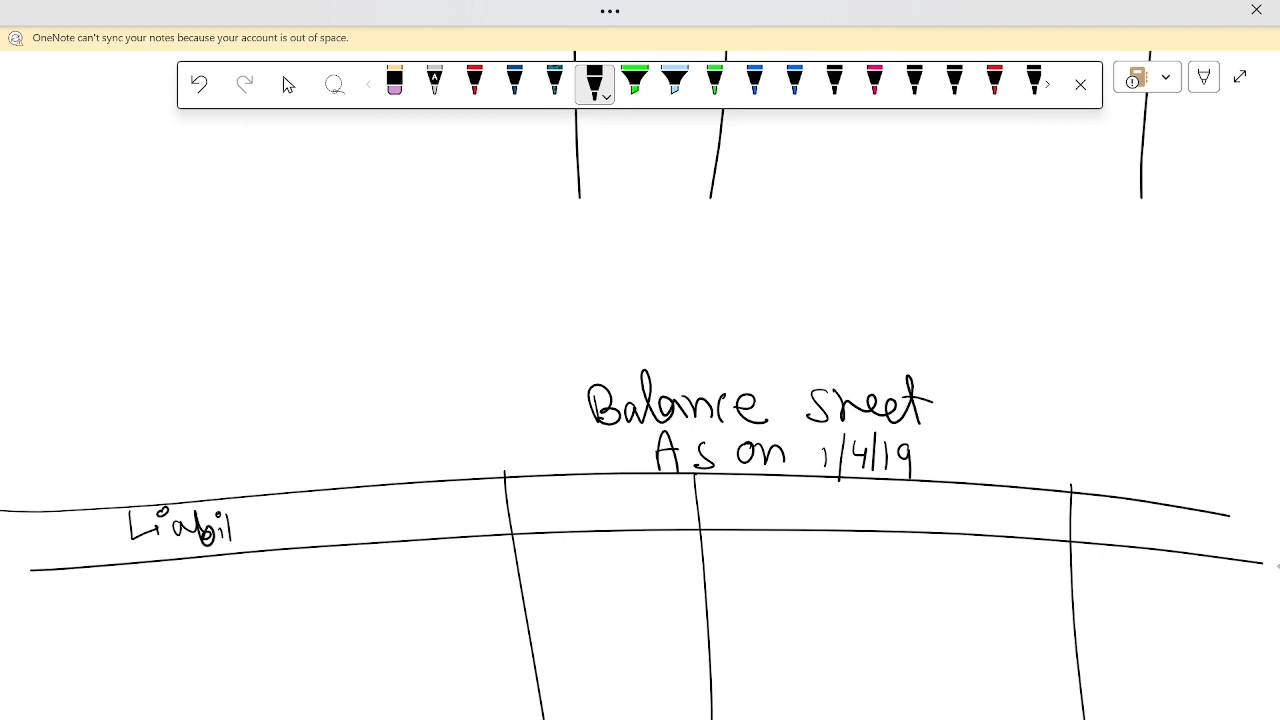 OneNote can't sync your notes because your account is out of space.
Balance sheet
As on 1/4/19
Liabil